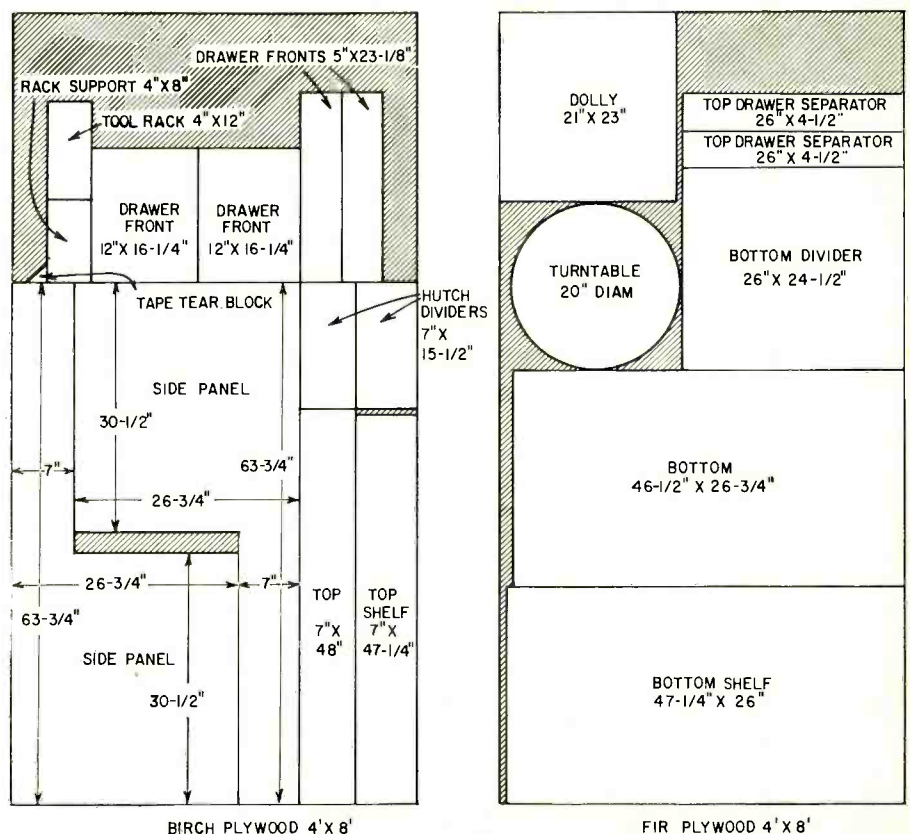 DRAWER FRONTS 5"X23-1/8"
RACK SUPPORT 4"X8"
TOOL RACK 4"X12"
DRAWER
FRONT
12"X 16-1/4"
DRAWER
FRONT
12"X 16-1/4"
TAPE TEAR. BLOCK
HUTCH
DIVIDERS
7"X
15-1/2"
SIDE PANEL
30-1/2"
7"
63-3/4"
26-3/4"
26-3/4"
7"
63-3/4"
TOP
7"X
48"
TOP
SHELF
7"X
47-1/4"
SIDE PANEL
30-1/2"
BIRCH PLYWOOD 4'X 8'
DOLLY
21"X 23"
TOP DRAWER SEPARATOR
26"X 4-1/2"
TOP DRAWER SEPARATOR
26"X 4-1/2"
BOTTOM DIVIDER
26"X 24-1/2"
TURNTABLE
20" DIAM
BOTTOM
46-1/2" X 26-3/4"
BOTTOM SHELF
47-1/4" X 26"
FIR PLYWOOD 4'X 8'